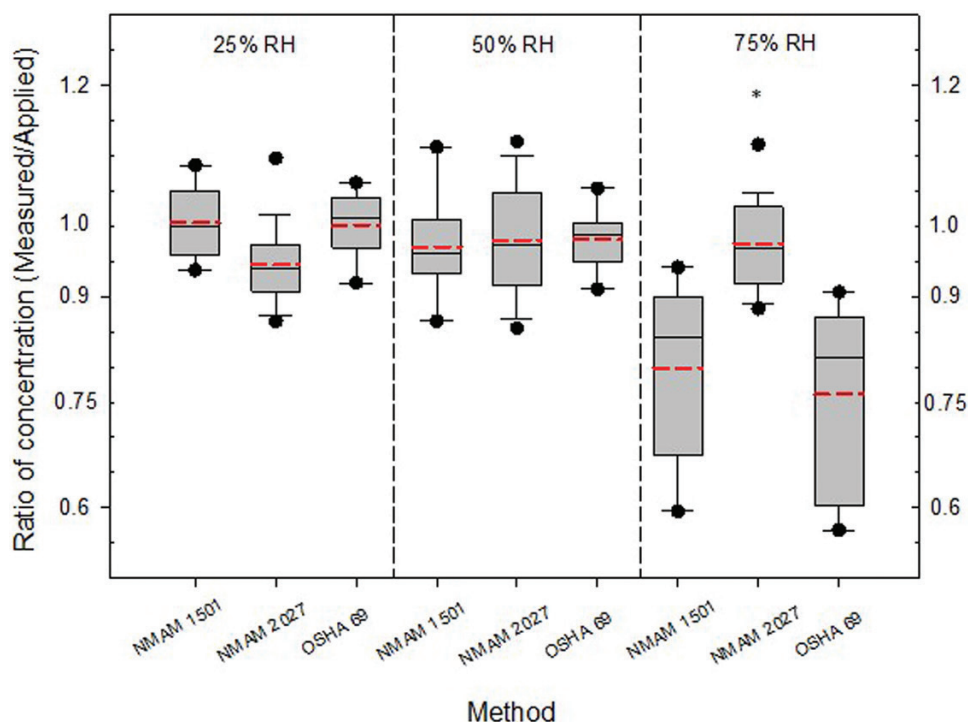 25% RH
50% RH
75% RH
*
Ratio of concentration (Measured/Applied)
1.2
1.0
0.9
0.75
0.6
1.2
1.0
0.9
0.75
0.6
NMAM 1501
NMAM 2027
OSHA 69
NMAM 1501
NMAM 2027
OSHA 69
NMAM 1501
NMAM 2027
OSHA 69
Method